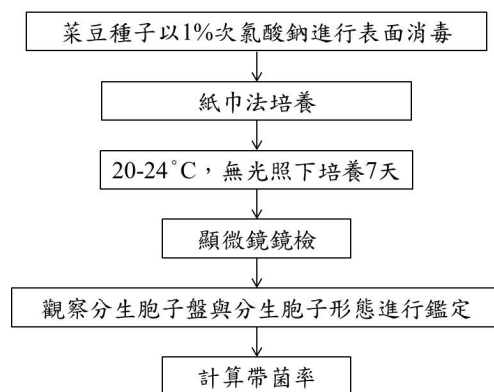 菜豆種子以1%次氯酸鈉進行表面消毒
紙巾法培養
20-24°C,無光照下培養7天
顯微鏡鏡檢
觀察分生胞子盤與分生胞子形態進行鑑定
計算帶菌率